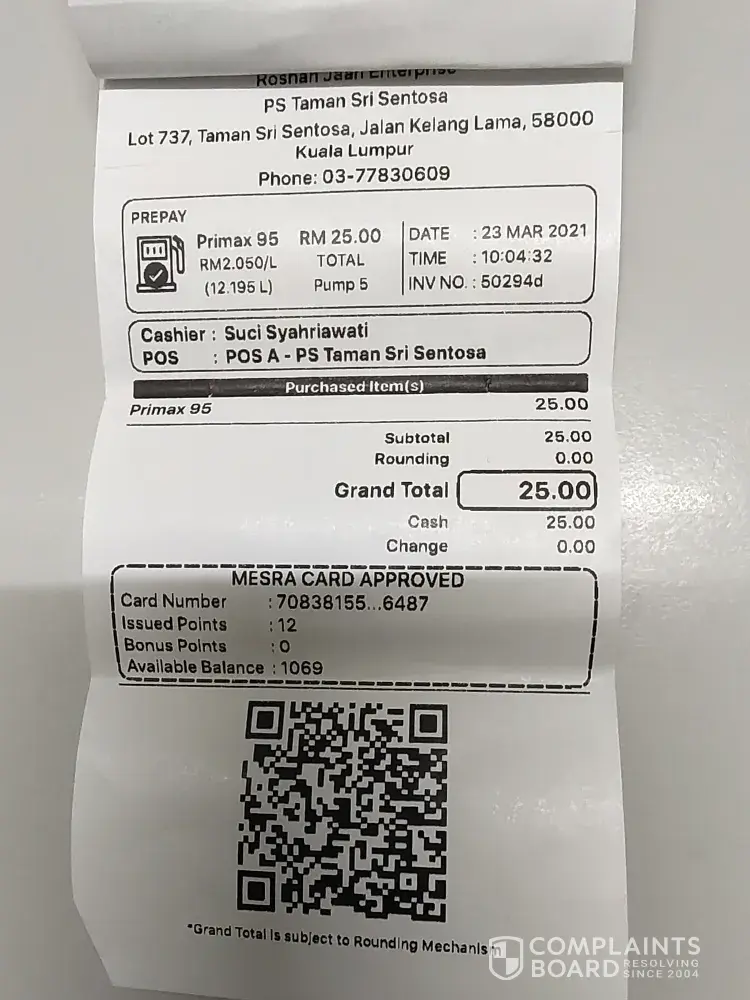 Roshan Jaan Enterprise
PS Taman Sri Sentosa
Lot 737, Taman Sri Sentosa, Jalan Kelang Lama, 58000
Kuala Lumpur
Phone: 03-77830609
PREPAY
Primax 95 RM 25.00 DATE : 23 MAR 2021
RM2.050/L TOTAL TIME : 10:04:32
(12.195 L) Pump 5 INV NO. : 50294d
Cashier : Suci Syahriawati
POS : POS A - PS Taman Sri Sentosa
Purchased Item(s)
Primax 95 25.00
Subtotal 25.00
Rounding 0.00
Grand Total 25.00
Cash 25.00
Change 0.00
MESRA CARD APPROVED
Card Number : 70838155...6487
Issued Points : 12
Bonus Points : 0
Available Balance : 1069
*Grand Total is subject to Rounding Mechanism
COMPLAINTS
BOARD RESOLVING
SINCE 2004